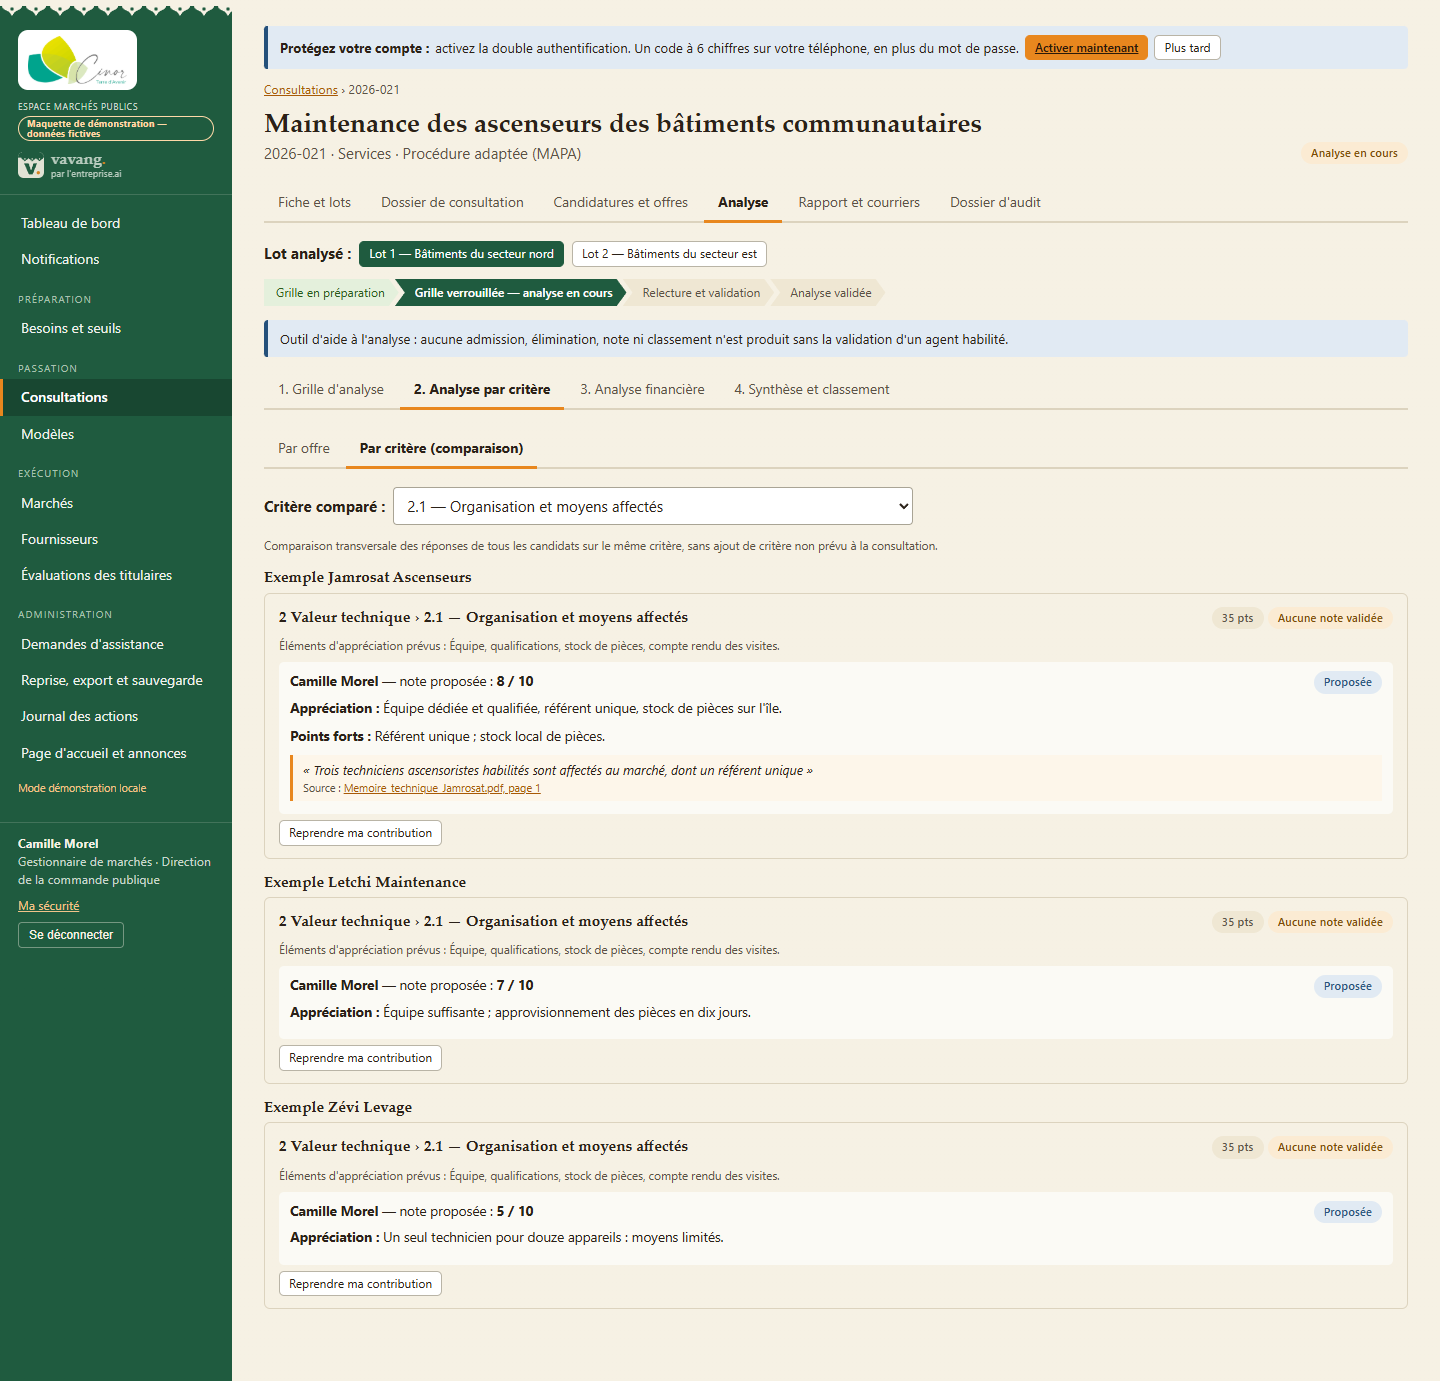 Cinor
Terre d'Avenir
ESPACE MARCHÉS PUBLICS
Maquette de démonstration —
données fictives
vavang.
par l'entreprise.ai
Tableau de bord
Notifications
PRÉPARATION
Besoins et seuils
PASSATION
Consultations
Modèles
EXÉCUTION
Marchés
Fournisseurs
Évaluations des titulaires
ADMINISTRATION
Demandes d'assistance
Reprise, export et sauvegarde
Journal des actions
Page d'accueil et annonces
Mode démonstration locale
Camille Morel
Gestionnaire de marchés · Direction
de la commande publique
Ma sécurité
Se déconnecter
Protégez votre compte : activez la double authentification. Un code à 6 chiffres sur votre téléphone, en plus du mot de passe. Activer maintenant Plus tard
Consultations › 2026-021
Maintenance des ascenseurs des bâtiments communautaires
2026-021 · Services · Procédure adaptée (MAPA) Analyse en cours
Fiche et lots Dossier de consultation Candidatures et offres Analyse Rapport et courriers Dossier d'audit
Lot analysé : Lot 1 — Bâtiments du secteur nord Lot 2 — Bâtiments du secteur est
Grille en préparation Grille verrouillée — analyse en cours Relecture et validation Analyse validée
Outil d'aide à l'analyse : aucune admission, élimination, note ni classement n'est produit sans la validation d'un agent habilité.
1. Grille d'analyse 2. Analyse par critère 3. Analyse financière 4. Synthèse et classement
Par offre Par critère (comparaison)
Critère comparé : 2.1 — Organisation et moyens affectés
Comparaison transversale des réponses de tous les candidats sur le même critère, sans ajout de critère non prévu à la consultation.
Exemple Jamrosat Ascenseurs
2 Valeur technique › 2.1 — Organisation et moyens affectés 35 pts Aucune note validée
Éléments d'appréciation prévus : Équipe, qualifications, stock de pièces, compte rendu des visites.
Camille Morel — note proposée : 8 / 10 Proposée
Appréciation : Équipe dédiée et qualifiée, référent unique, stock de pièces sur l'île.
Points forts : Référent unique ; stock local de pièces.
« Trois techniciens ascensoristes habilités sont affectés au marché, dont un référent unique »
Source : Memoire_technique_Jamrosat.pdf, page 1
Reprendre ma contribution
Exemple Letchi Maintenance
2 Valeur technique › 2.1 — Organisation et moyens affectés 35 pts Aucune note validée
Éléments d'appréciation prévus : Équipe, qualifications, stock de pièces, compte rendu des visites.
Camille Morel — note proposée : 7 / 10 Proposée
Appréciation : Équipe suffisante ; approvisionnement des pièces en dix jours.
Reprendre ma contribution
Exemple Zévi Levage
2 Valeur technique › 2.1 — Organisation et moyens affectés 35 pts Aucune note validée
Éléments d'appréciation prévus : Équipe, qualifications, stock de pièces, compte rendu des visites.
Camille Morel — note proposée : 5 / 10 Proposée
Appréciation : Un seul technicien pour douze appareils : moyens limités.
Reprendre ma contribution